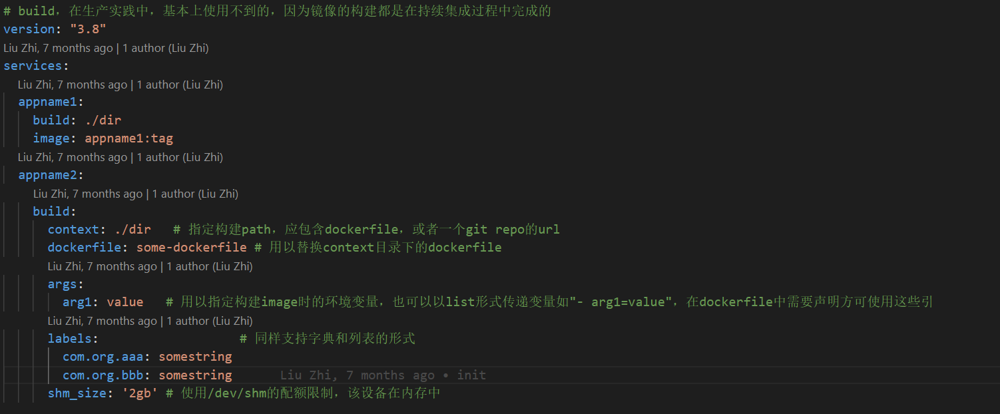 # build，在生产实践中，基本上使用不到的，因为镜像的构建都是在持续集成过程中完成的
version: "3.8"
Liu Zhi, 7 months ago | 1 author (Liu Zhi)
services:
Liu Zhi, 7 months ago | 1 author (Liu Zhi)
appname1:
build: ./dir
image: appname1:tag
Liu Zhi, 7 months ago | 1 author (Liu Zhi)
appname2:
Liu Zhi, 7 months ago | 1 author (Liu Zhi)
build:
context: ./dir # 指定构建path，应包含dockerfile，或者一个git repo的url
dockerfile: some-dockerfile # 用以替换context目录下的dockerfile
Liu Zhi, 7 months ago | 1 author (Liu Zhi)
args:
arg1: value # 用以指定构建image时的环境变量，也可以以list形式传递变量如"- arg1=value"，在dockerfile中需要声明方可使用这些引
Liu Zhi, 7 months ago | 1 author (Liu Zhi)
labels: # 同样支持字典和列表的形式
com.org.aaa: somestring
com.org.bbb: somestring Liu Zhi, 7 months ago • init
shm_size: '2gb' # 使用/dev/shm的配额限制，该设备在内存中